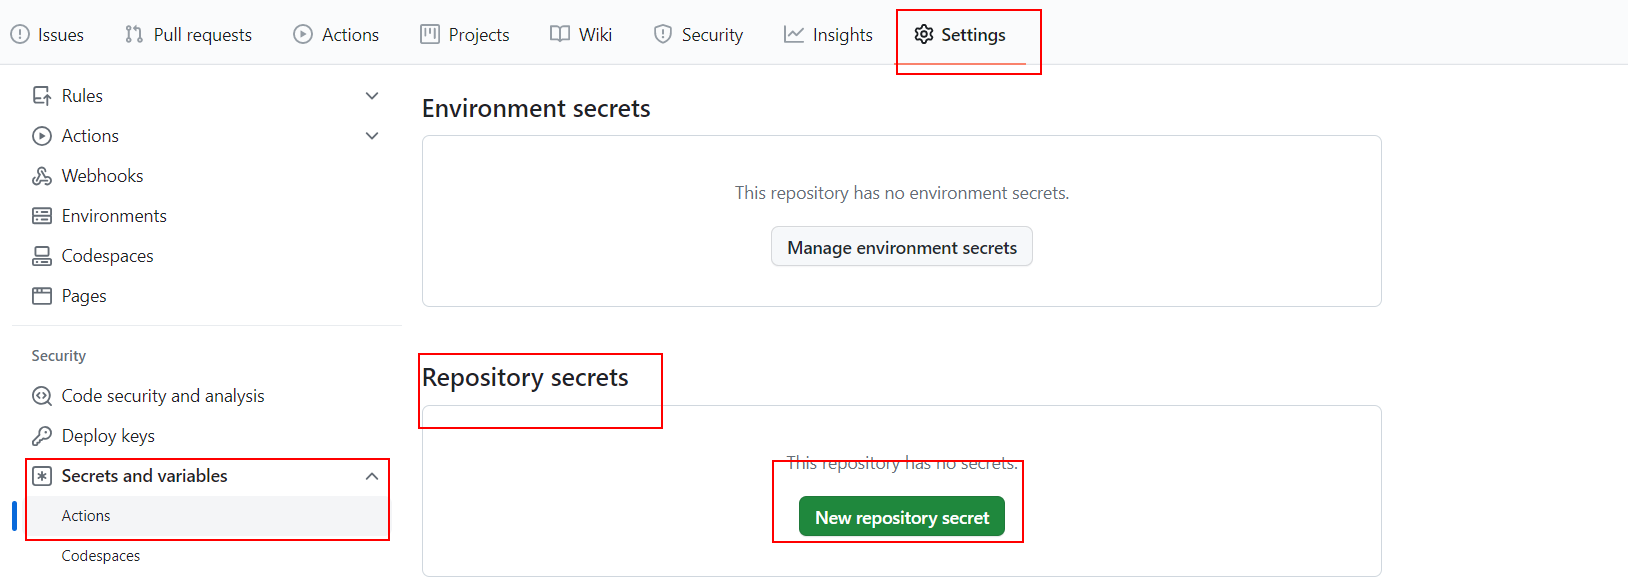 Issues Pull requests Actions Projects Wiki Security Insights Settings
Rules
Actions
Webhooks
Environments
Codespaces
Pages
Security
Code security and analysis
Deploy keys
Secrets and variables
Actions
Codespaces
Environment secrets
This repository has no environment secrets.
Manage environment secrets
Repository secrets
This repository has no secrets.
New repository secret